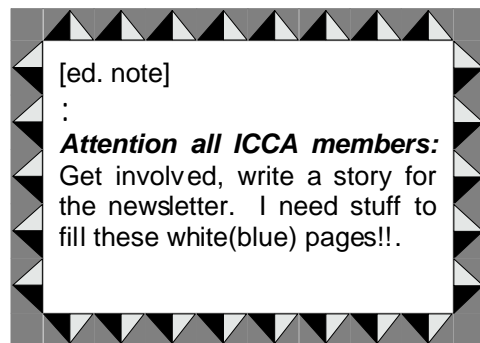 [ed. note]
:
Attention all ICCA members:
Get involved, write a story for
the newsletter. I need stuff to
fill these white(blue) pages!!.